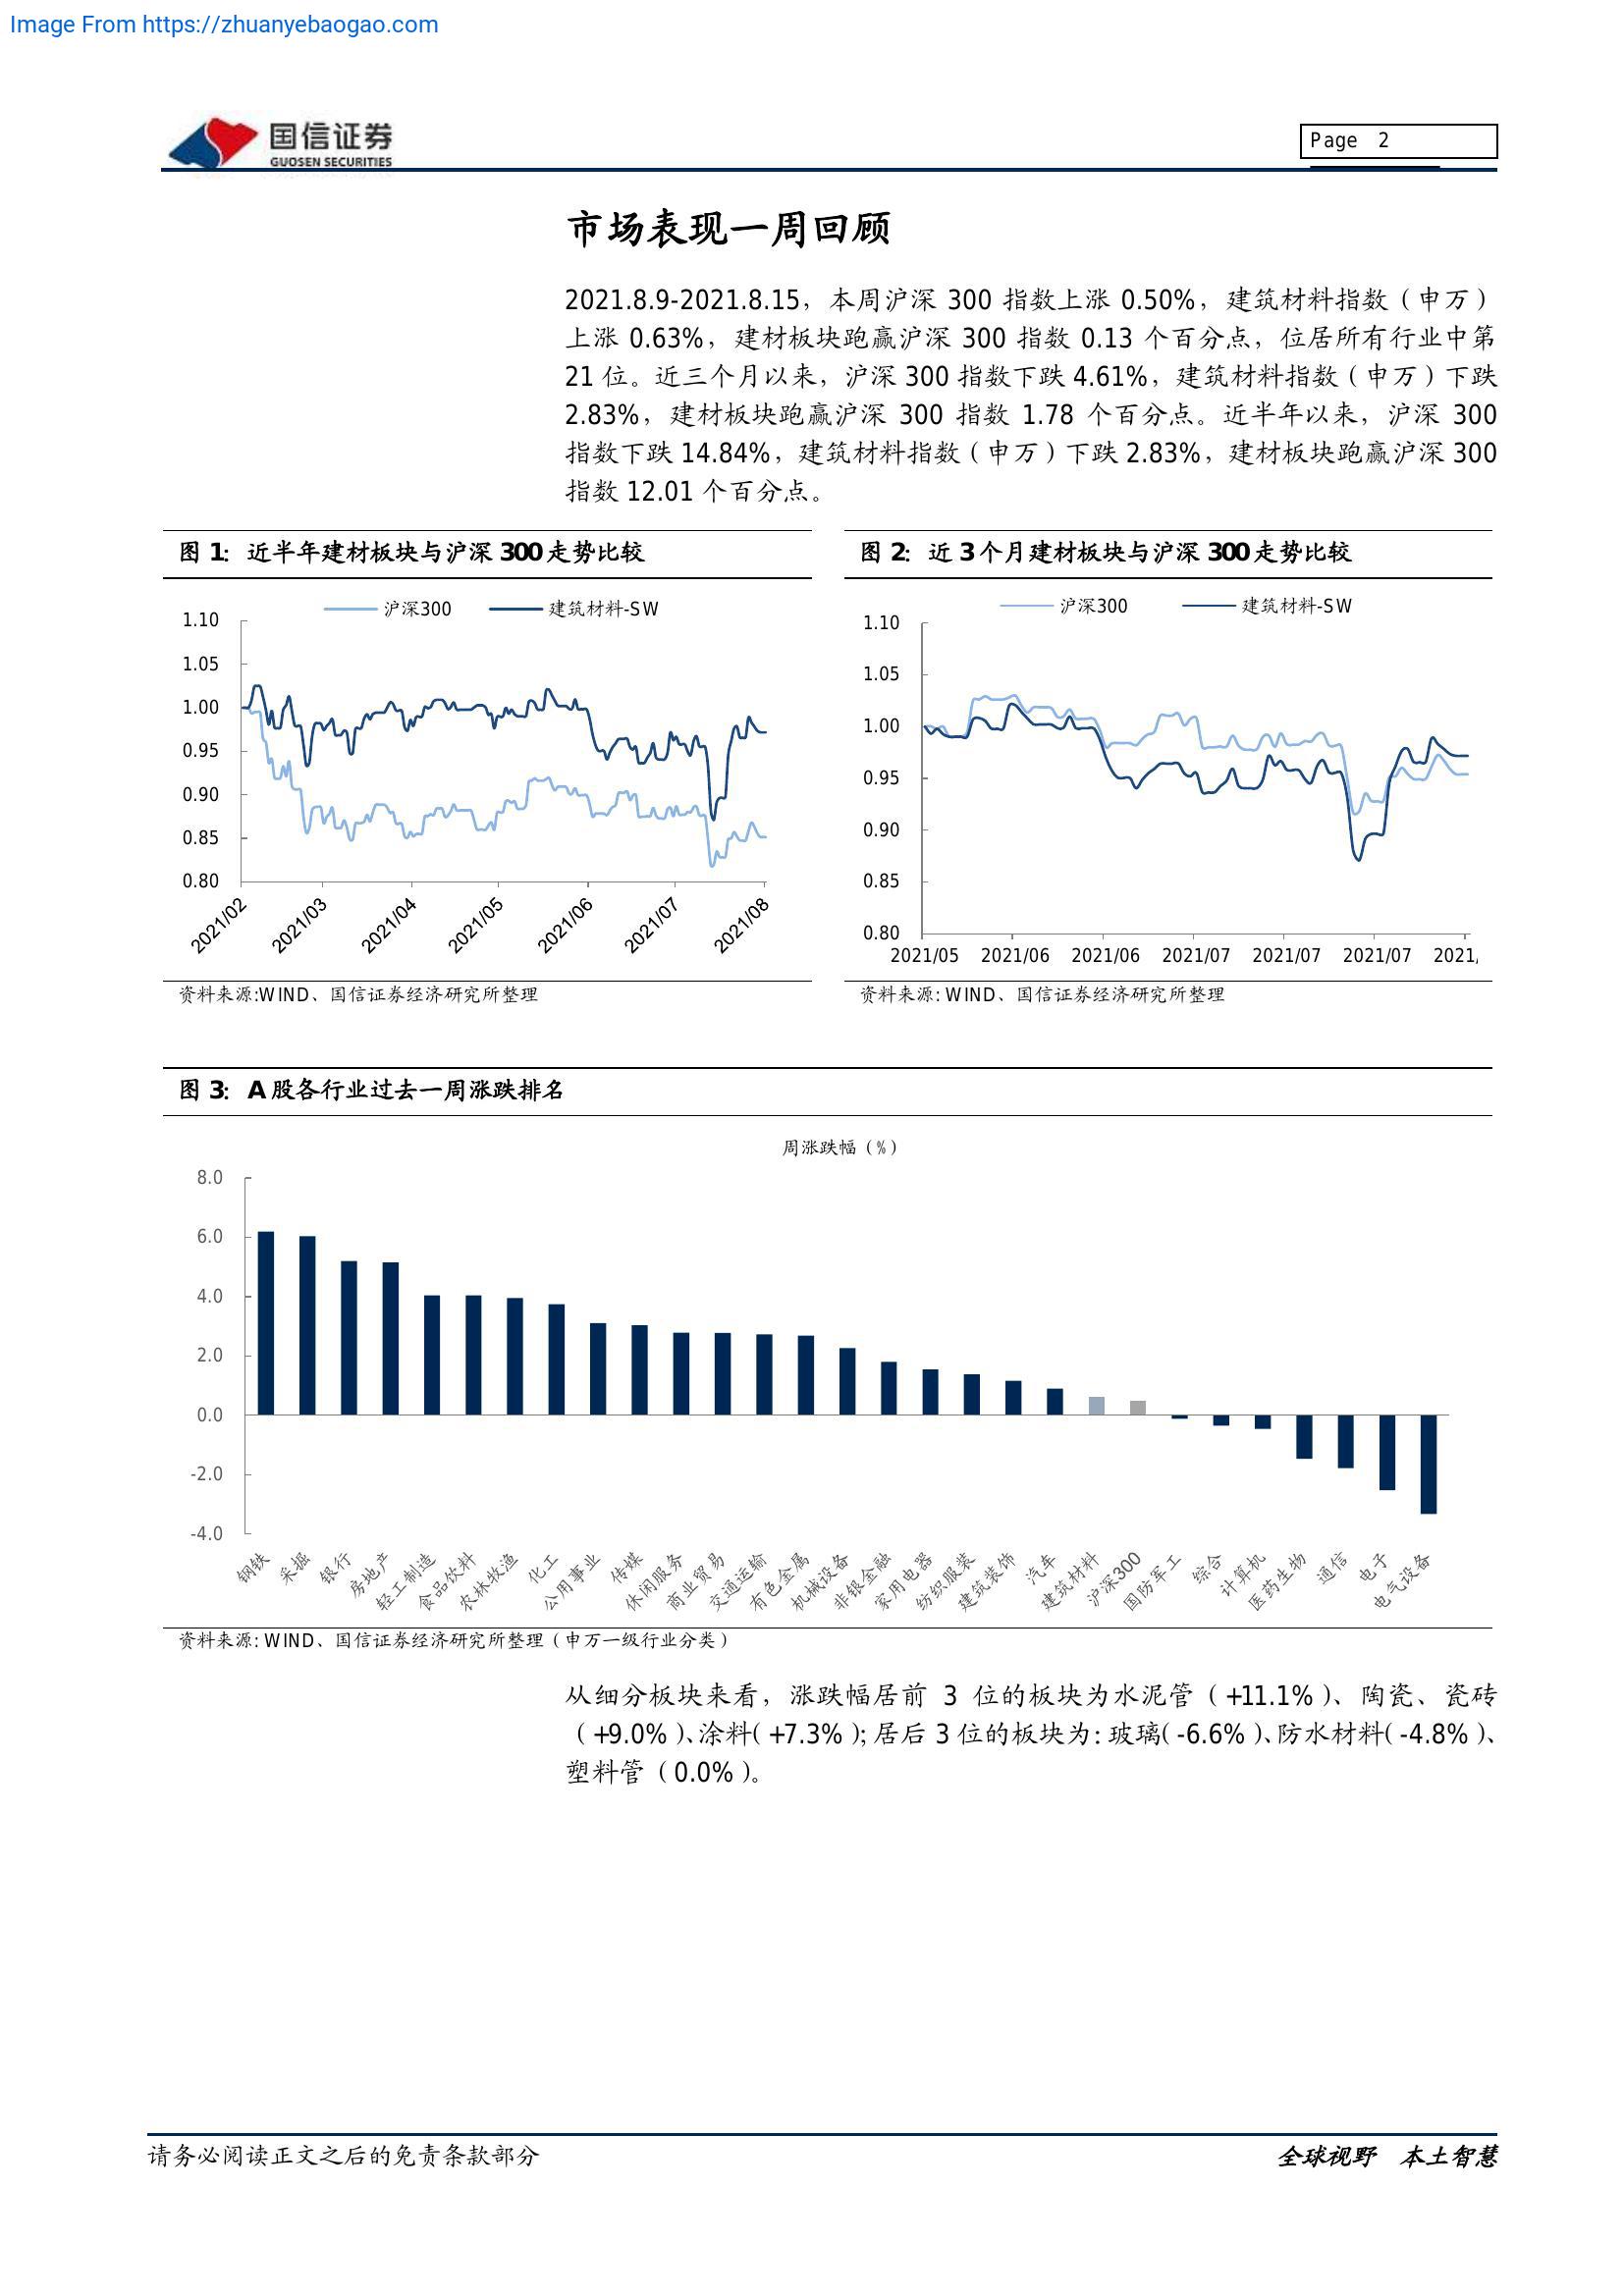 Image From https://zhuanyebaogao.com
国信证券
GUOSEN SECURITIES
Page 2
市场表现一周回顾
2021.8.9-2021.8.15，本周沪深 300 指数上涨 0.50%，建筑材料指数（申万）
上涨 0.63%，建材板块跑赢沪深 300 指数 0.13 个百分点，位居所有行业中第
21 位。近三个月以来，沪深 300 指数下跌 4.61%，建筑材料指数（申万）下跌
2.83%，建材板块跑赢沪深 300 指数 1.78 个百分点。近半年以来，沪深 300
指数下跌 14.84%，建筑材料指数（申万）下跌 2.83%，建材板块跑赢沪深 300
指数 12.01 个百分点。
图 1：近半年建材板块与沪深 300 走势比较
沪深300 建筑材料-SW
1.10
1.05
1.00
0.95
0.90
0.85
0.80
2021/02 2021/03 2021/04 2021/05 2021/06 2021/07 2021/08
资料来源:WIND、国信证券经济研究所整理
图 2：近 3 个月建材板块与沪深 300 走势比较
沪深300 建筑材料-SW
1.10
1.05
1.00
0.95
0.90
0.85
0.80
2021/05 2021/06 2021/06 2021/07 2021/07 2021/07 2021/
资料来源: WIND、国信证券经济研究所整理
图 3：A 股各行业过去一周涨跌排名
周涨跌幅（%）
8.0
6.0
4.0
2.0
0.0
-2.0
-4.0
钢铁 采掘 银行 房地产 轻工制造 食品饮料 农林牧渔 化工 公用事业 传媒 休闲服务 商业贸易 交通运输 有色金属 机械设备 非银金融 家用电器 纺织服装 建筑装饰 汽车 建筑材料 沪深300 国防军工 综合 计算机 医药生物 通信 电子 电气设备
资料来源: WIND、国信证券经济研究所整理（申万一级行业分类）
从细分板块来看，涨跌幅居前 3 位的板块为水泥管（+11.1%）、陶瓷、瓷砖
（+9.0%）、涂料（+7.3%）；居后 3 位的板块为：玻璃（-6.6%）、防水材料（-4.8%）、
塑料管（0.0%）。
请务必阅读正文之后的免责条款部分
全球视野 本土智慧